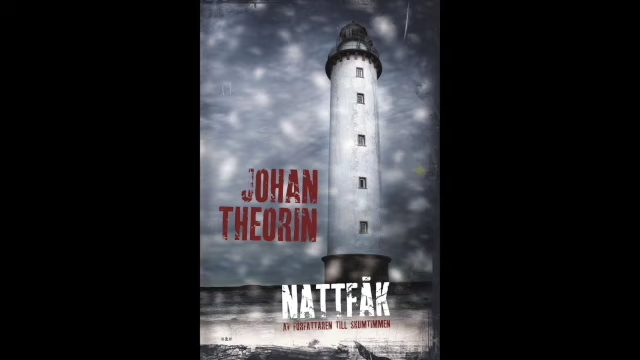 JOHAN
THEORIN
NATTFÅK
AV FÖRFATTAREN TILL SKUMTIMMEN